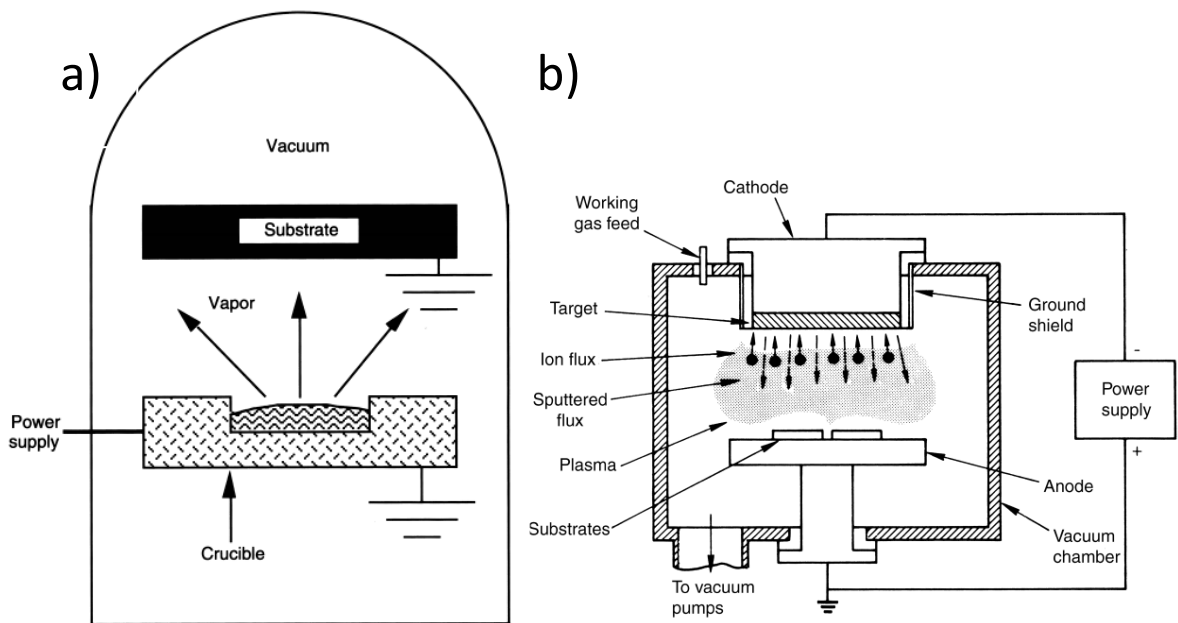 a)
Vacuum
Substrate
Vapor
Power
supply
Crucible
b)
Cathode
Working
gas feed
Target
Ground
shield
Ion flux
Sputtered
flux
Plasma
Substrates
To vacuum
pumps
Anode
Vacuum
chamber
-
Power
supply
+